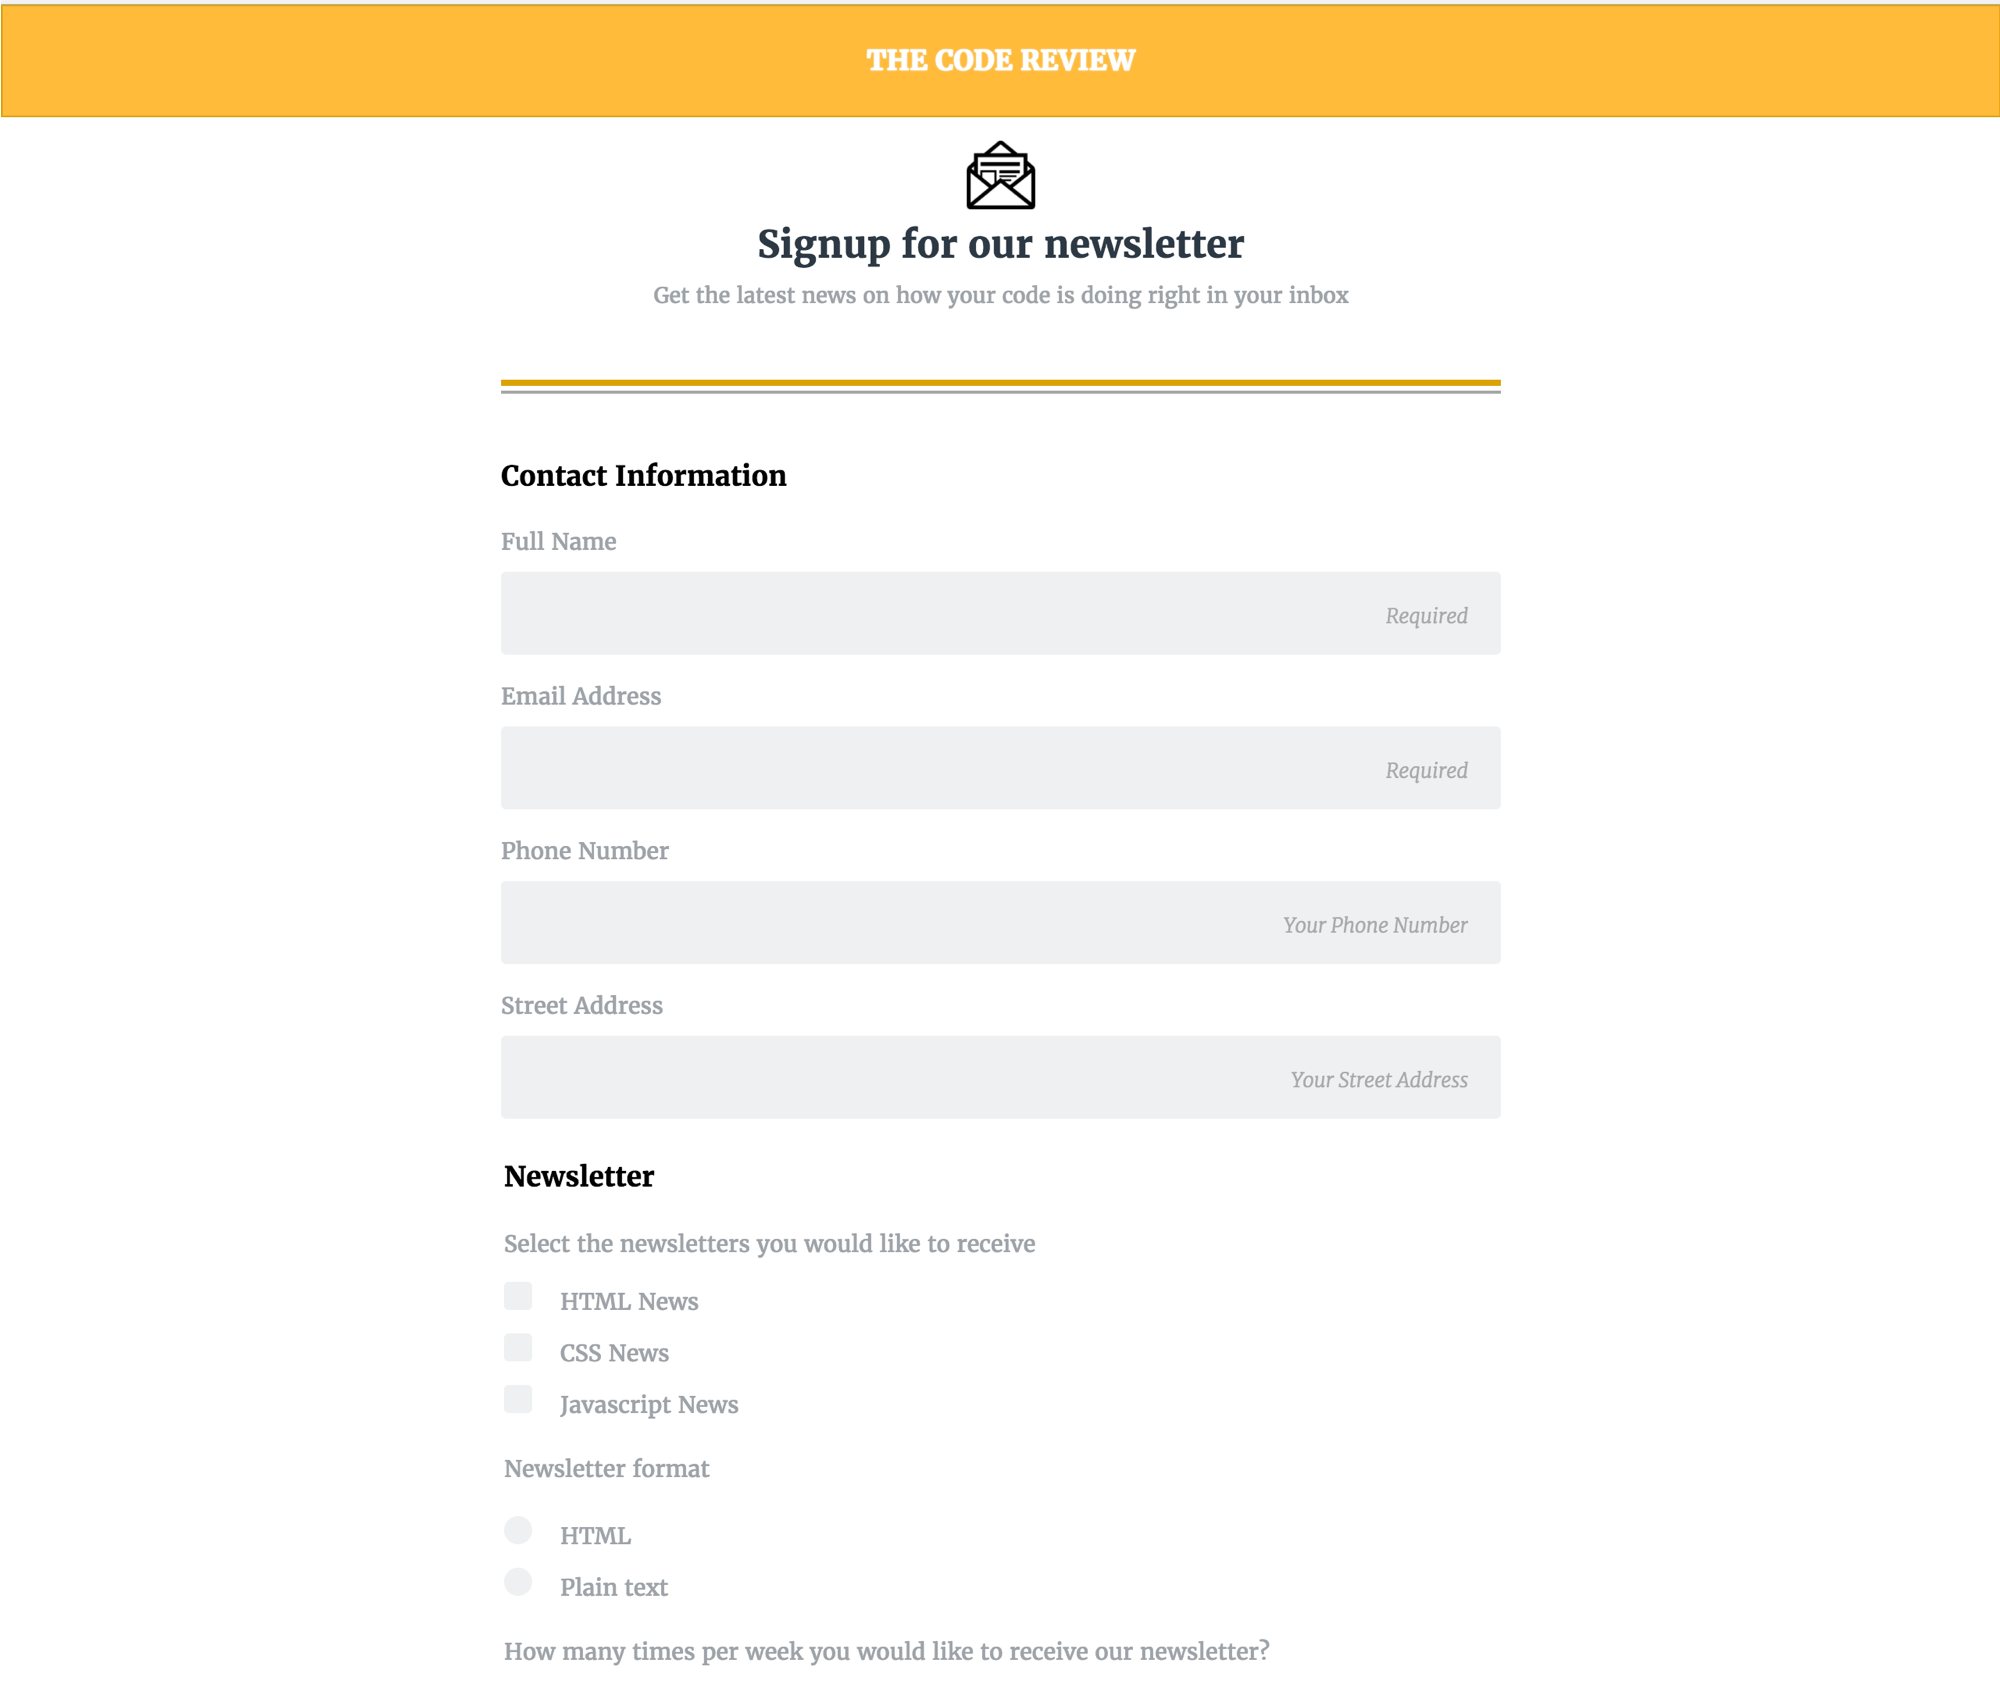 THE CODE REVIEW
Signup for our newsletter
Get the latest news on how your code is doing right in your inbox
Contact Information
Full Name
Required
Email Address
Required
Phone Number
Your Phone Number
Street Address
Your Street Address
Newsletter
Select the newsletters you would like to receive
HTML News
CSS News
Javascript News
Newsletter format
HTML
Plain text
How many times per week you would like to receive our newsletter?